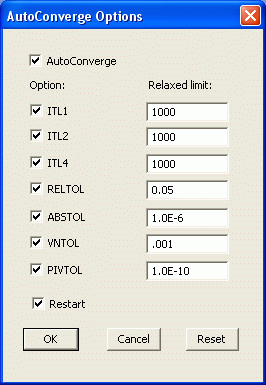 AutoConverge Options
AutoConverge
Option: Relaxed limit:
ITL1 1000
ITL2 1000
ITL4 1000
RELTOL 0.05
ABSTOL 1.0E-6
VNTOL .001
PIVTOL 1.0E-10
Restart
OK Cancel Reset